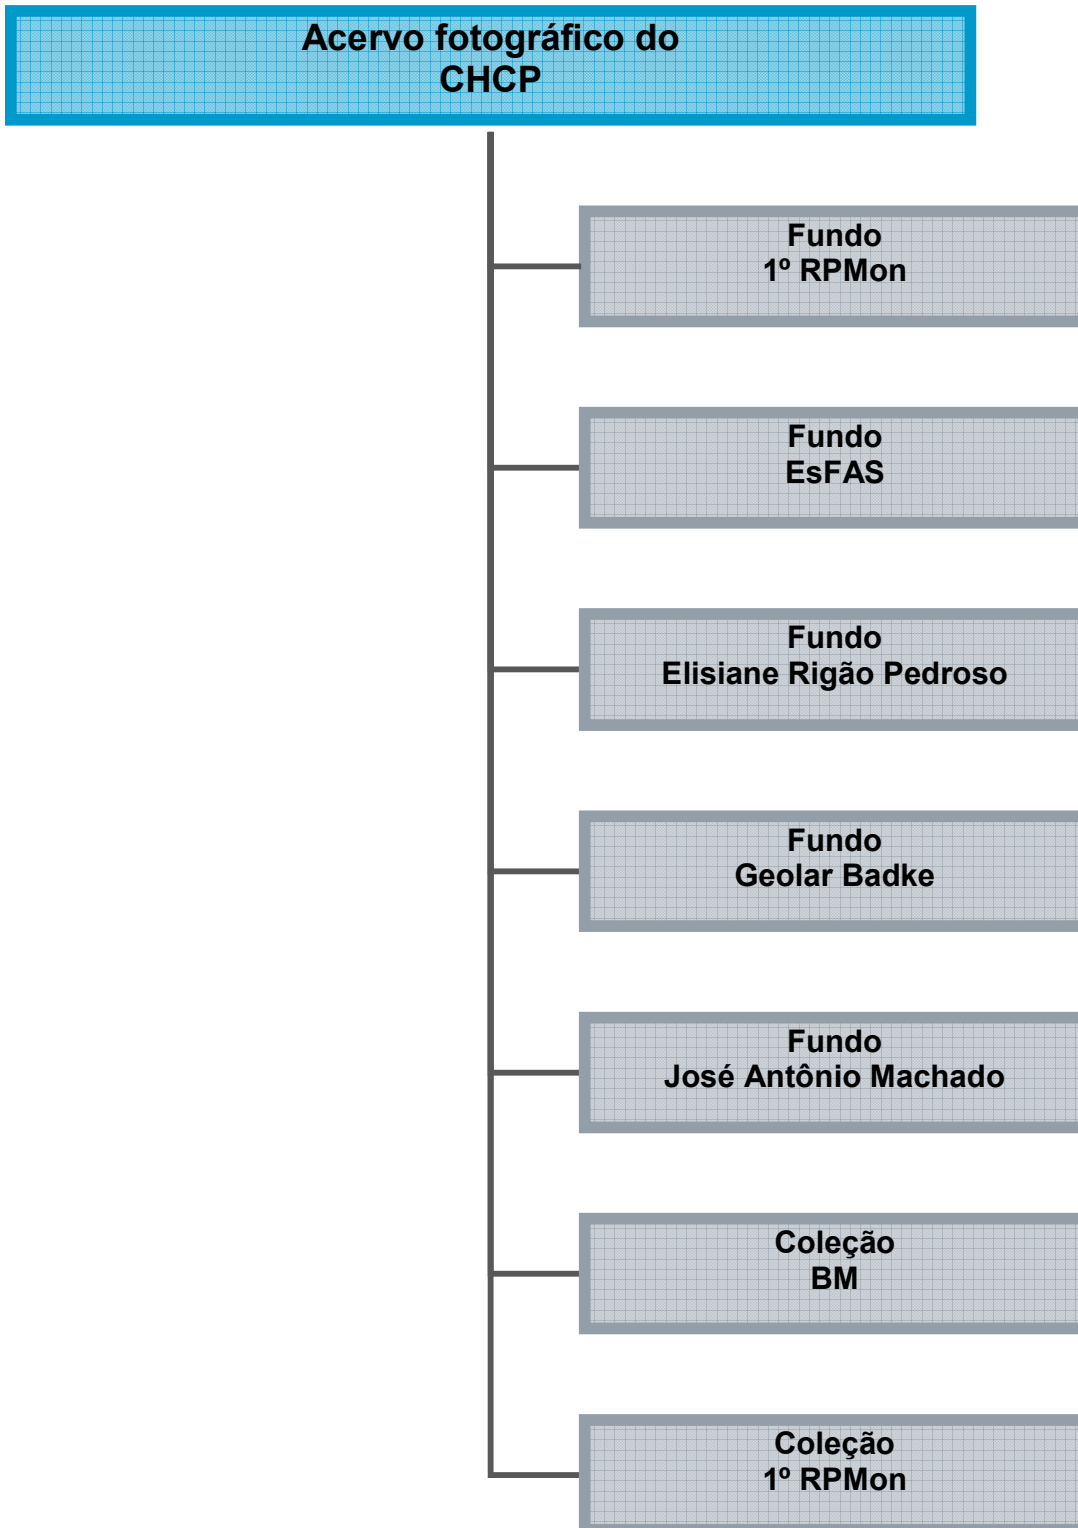 Acervo fotográfico do
CHCP
Fundo
1º RPMon
Fundo
EsFAS
Fundo
Elisiane Rigão Pedroso
Fundo
Geolar Badke
Fundo
José Antônio Machado
Coleção
BM
Coleção
1º RPMon